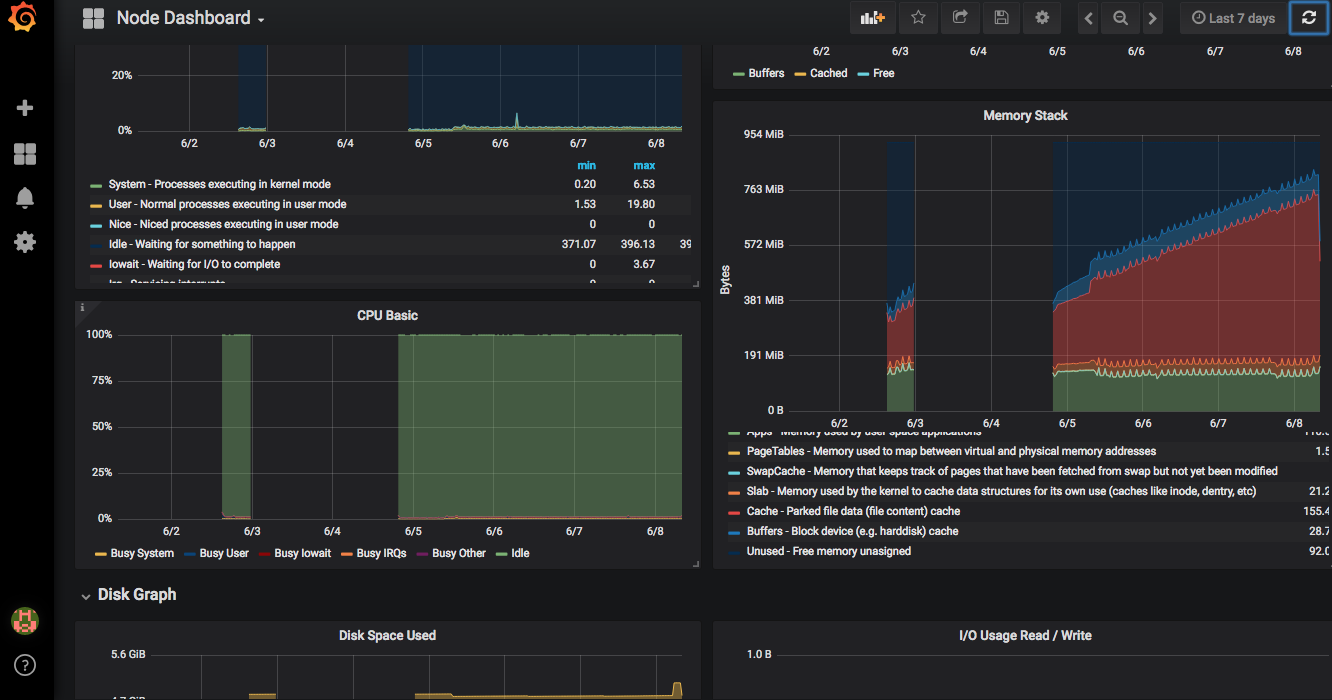 Node Dashboard
Last 7 days
20%
0%
6/2 6/3 6/4 6/5 6/6 6/7 6/8
min max
System - Processes executing in kernel mode 0.20 6.53
User - Normal processes executing in user mode 1.53 19.80
Nice - Niced processes executing in user mode 0 0
Idle - Waiting for something to happen 371.07 396.13 39
Iowait - Waiting for I/O to complete 0 3.67
6/2 6/3 6/4 6/5 6/6 6/7 6/8
Buffers Cached Free
Memory Stack
Bytes
954 MiB
763 MiB
572 MiB
381 MiB
191 MiB
0 B
6/2 6/3 6/4 6/5 6/6 6/7 6/8
Apps - Memory used by user space applications
PageTables - Memory used to map between virtual and physical memory addresses 1.5
SwapCache - Memory that keeps track of pages that have been fetched from swap but not yet been modified
Slab - Memory used by the kernel to cache data structures for its own use (caches like inode, dentry, etc) 21.2
Cache - Parked file data (file content) cache 155.4
Buffers - Block device (e.g. harddisk) cache 28.7
Unused - Free memory unasigned 92.0
i
CPU Basic
100%
75%
50%
25%
0%
6/2 6/3 6/4 6/5 6/6 6/7 6/8
Busy System Busy User Busy Iowait Busy IRQs Busy Other Idle
Disk Graph
Disk Space Used
5.6 GiB
I/O Usage Read / Write
1.0 B
?